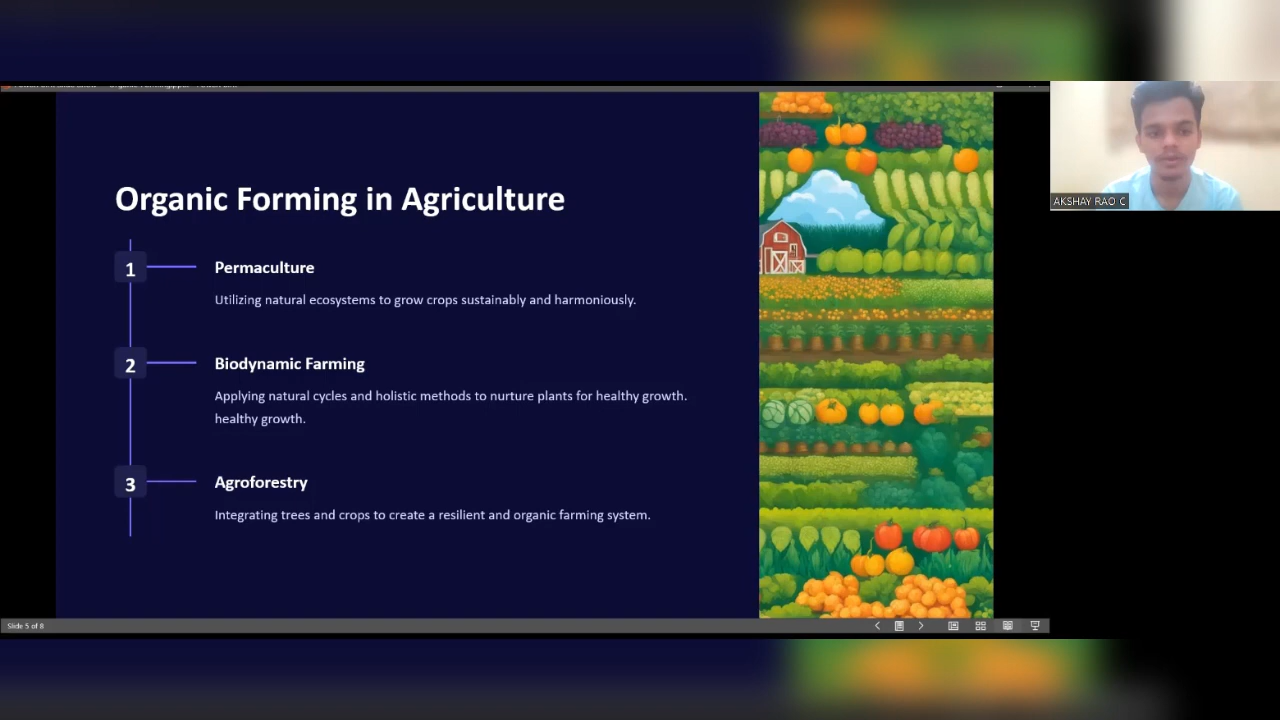 Organic Forming in Agriculture
1
Permaculture
Utilizing natural ecosystems to grow crops sustainably and harmoniously.
2
Biodynamic Farming
Applying natural cycles and holistic methods to nurture plants for healthy growth.
healthy growth.
3
Agroforestry
Integrating trees and crops to create a resilient and organic farming system.
AKSHAY RAO C
Slide 5 of 8